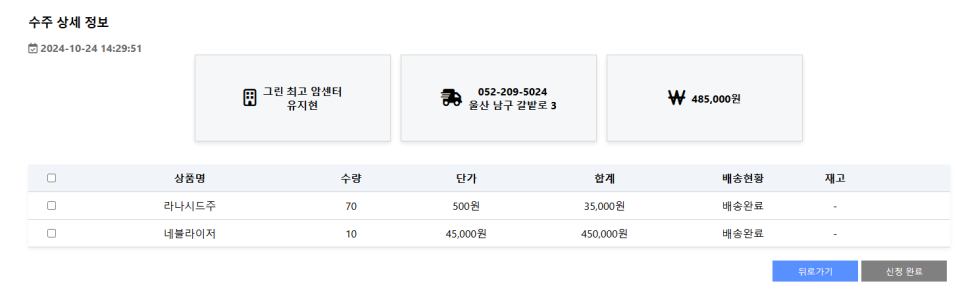 수주 상세 정보
2024-10-24 14:29:51
그린 최고 암센터
유지현
052-209-5024
울산 남구 갈밭로 3
₩ 485,000원
상품명 수량 단가 합계 배송현황 재고
라나시드주 70 500원 35,000원 배송완료 -
네뷸라이저 10 45,000원 450,000원 배송완료 -
뒤로가기 신청 완료